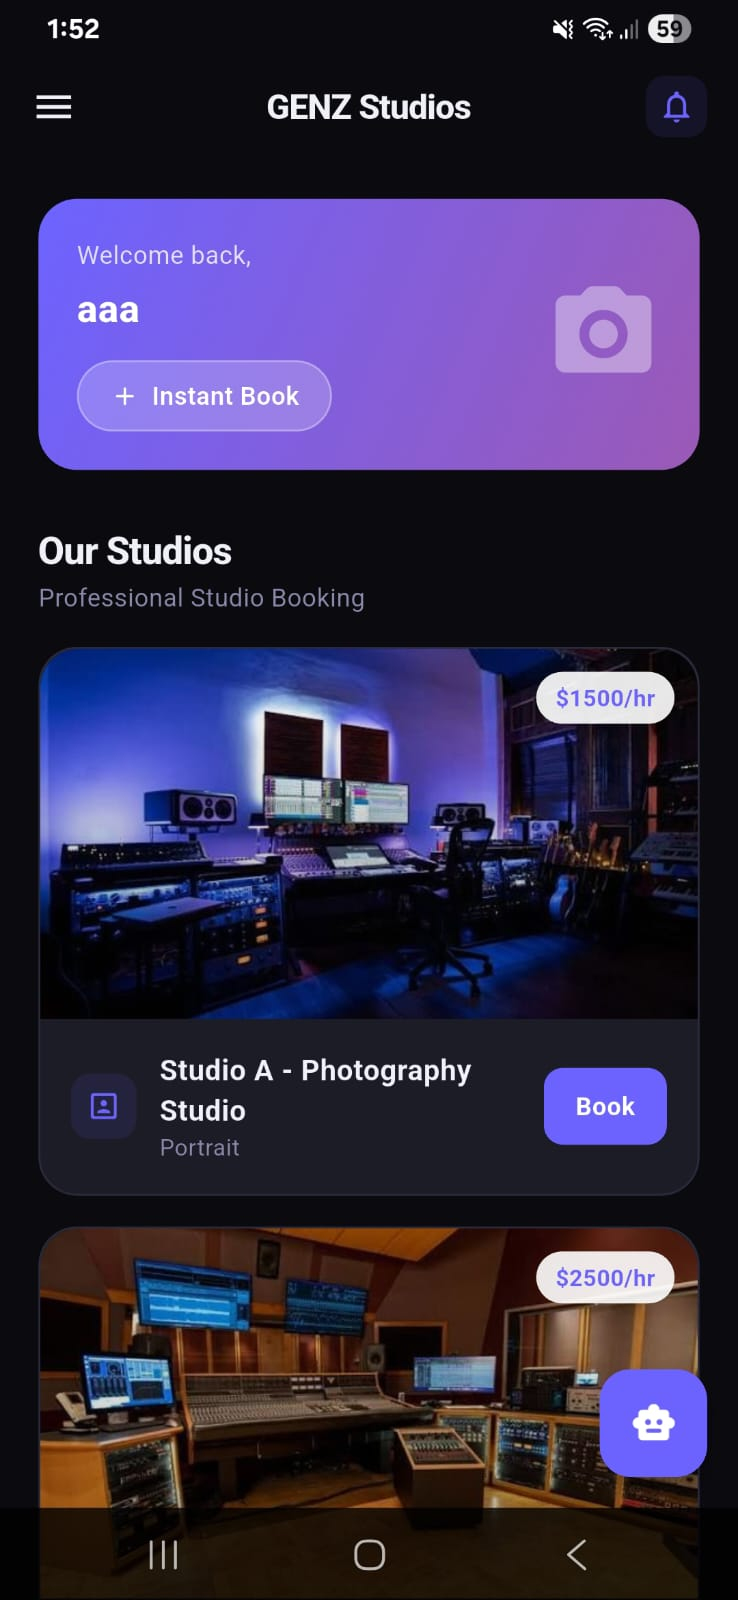 1:52
59
GENZ Studios
Welcome back,
aaa
+ Instant Book
Our Studios
Professional Studio Booking
$1500/hr
Studio A - Photography
Studio
Portrait
Book
$2500/hr